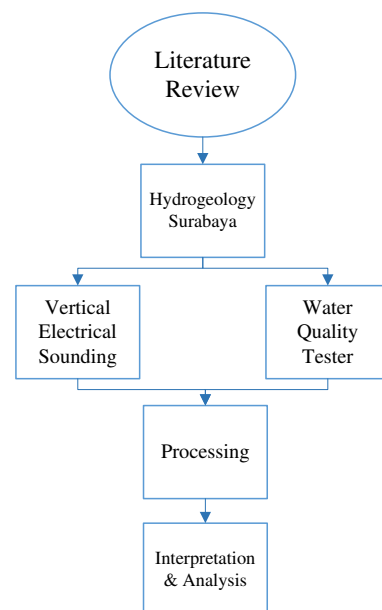 Literature
Review
Hydrogeology
Surabaya
Vertical
Electrical
Sounding
Water
Quality
Tester
Processing
Interpretation
& Analysis